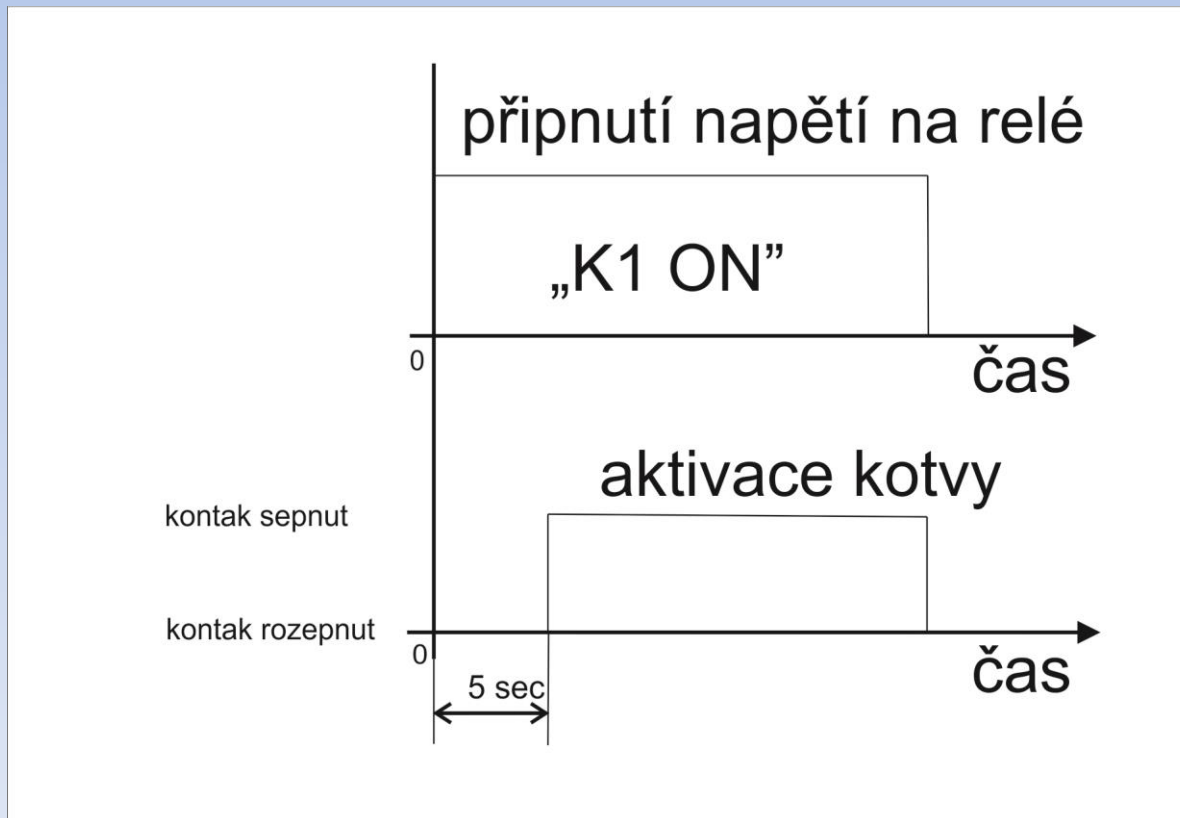 připnutí napětí na relé
„K1 ON”
0
čas
aktivace kotvy
kontak sepnut
kontak rozepnut
0
čas
5 sec